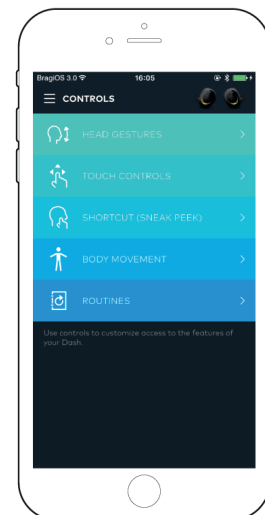 BragiOS 3.0 16:05
CONTROLS
HEAD GESTURES
TOUCH CONTROLS
SHORTCUT (SNEAK PEEK)
BODY MOVEMENT
ROUTINES
Use controls to customize access to the features of
your Dash.